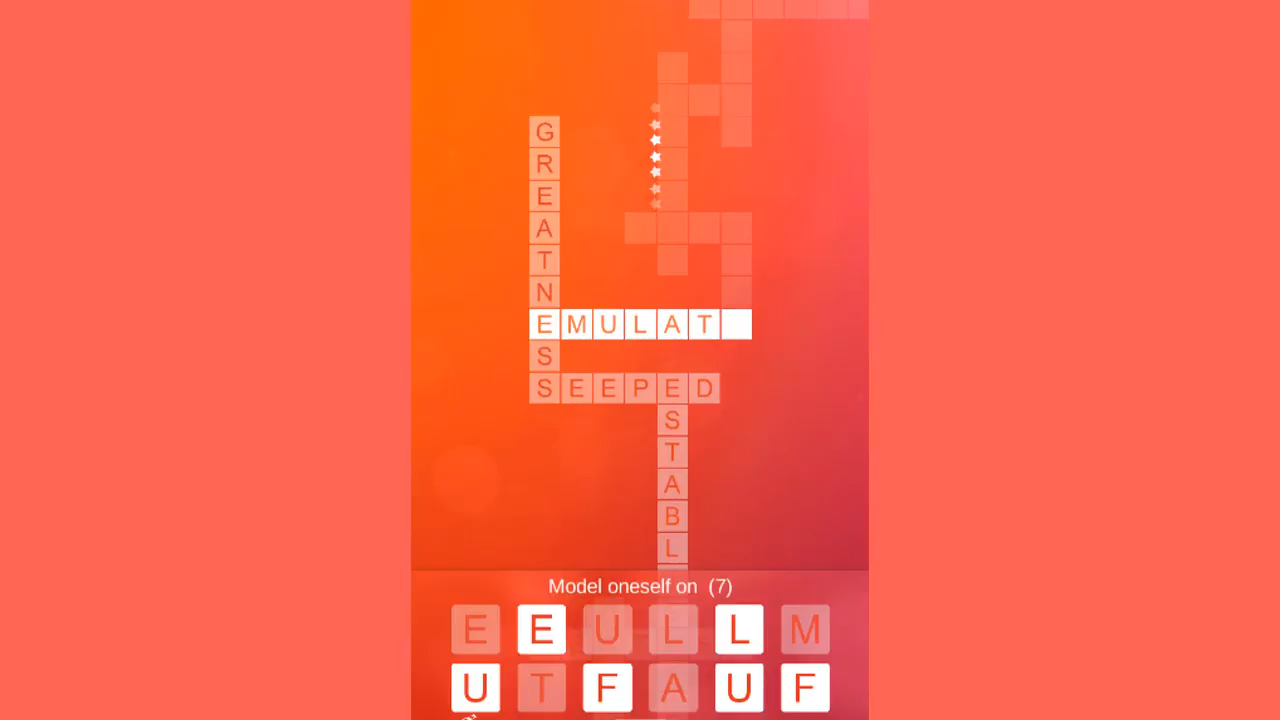 G
R
E
A
T
N
EMULAT
S
SEEPED
S
T
A
B
L
Model oneself on (7)
E E U L L M
U T F A U F